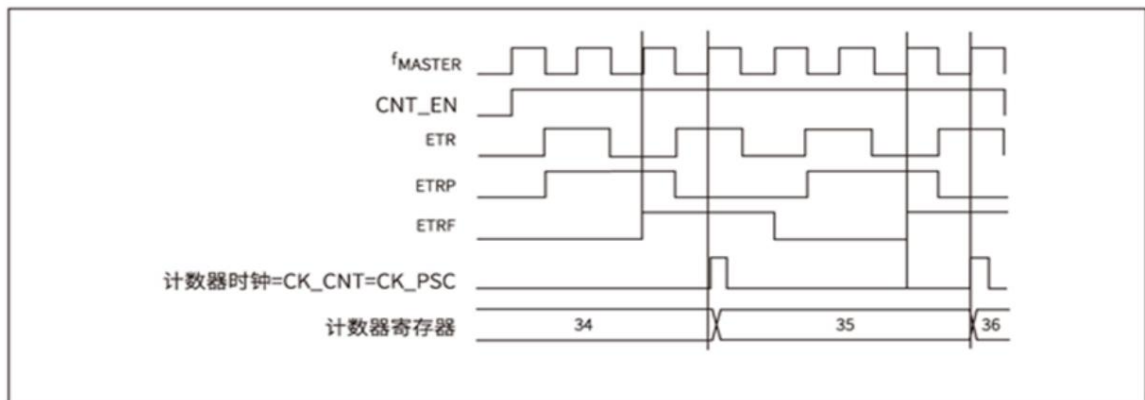 fMASTER
CNT_EN
ETR
ETRP
ETRF
计数器时钟=CK_CNT=CK_PSC
计数器寄存器 34 35 36